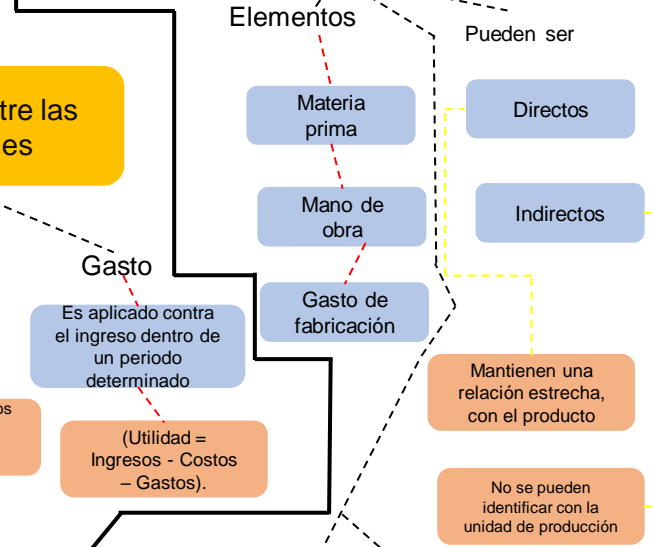 Elementos
Pueden ser
Materia
prima
Directos
tre las
es
Mano de
obra
Indirectos
Gasto
Es aplicado contra
el ingreso dentro de
un periodo
determinado
Gasto de
fabricación
Mantienen una
relación estrecha,
con el producto
os
(Utilidad =
Ingresos - Costos
– Gastos).
No se pueden
identificar con la
unidad de producción